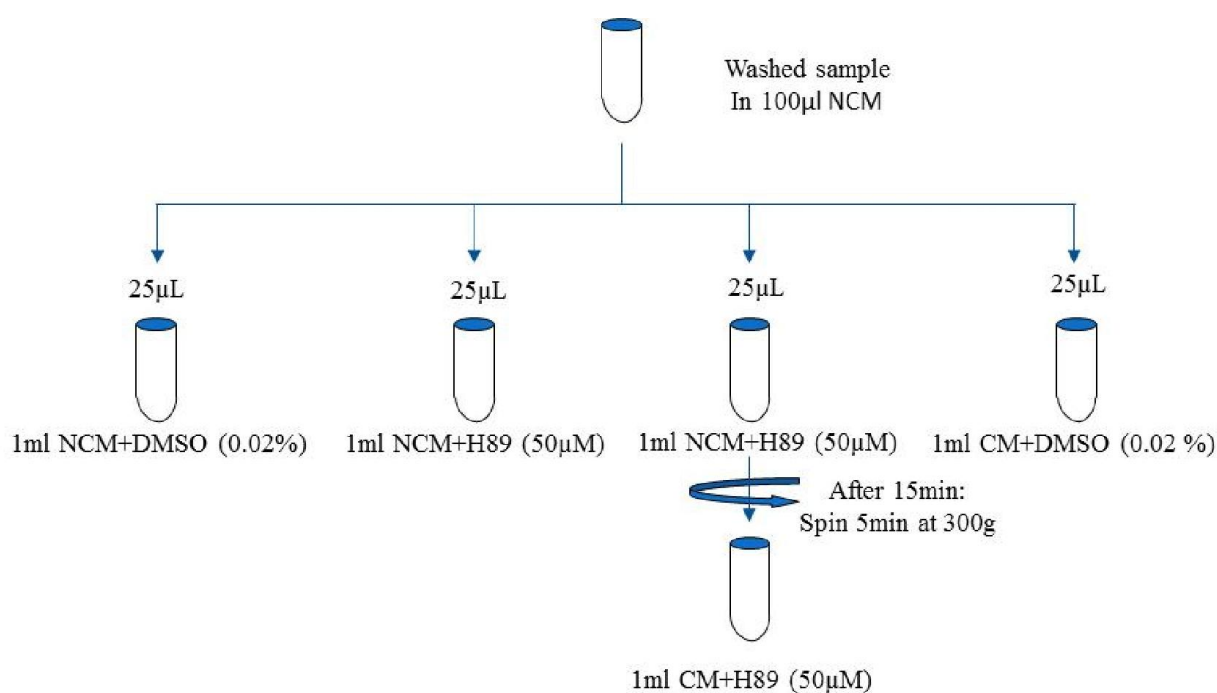 Washed sample
In 100µl NCM
25µL
25µL
25µL
25µL
1ml NCM+DMSO (0.02%)
1ml NCM+H89 (50µM)
1ml NCM+H89 (50µM)
1ml CM+DMSO (0.02 %)
After 15min:
Spin 5min at 300g
1ml CM+H89 (50µM)